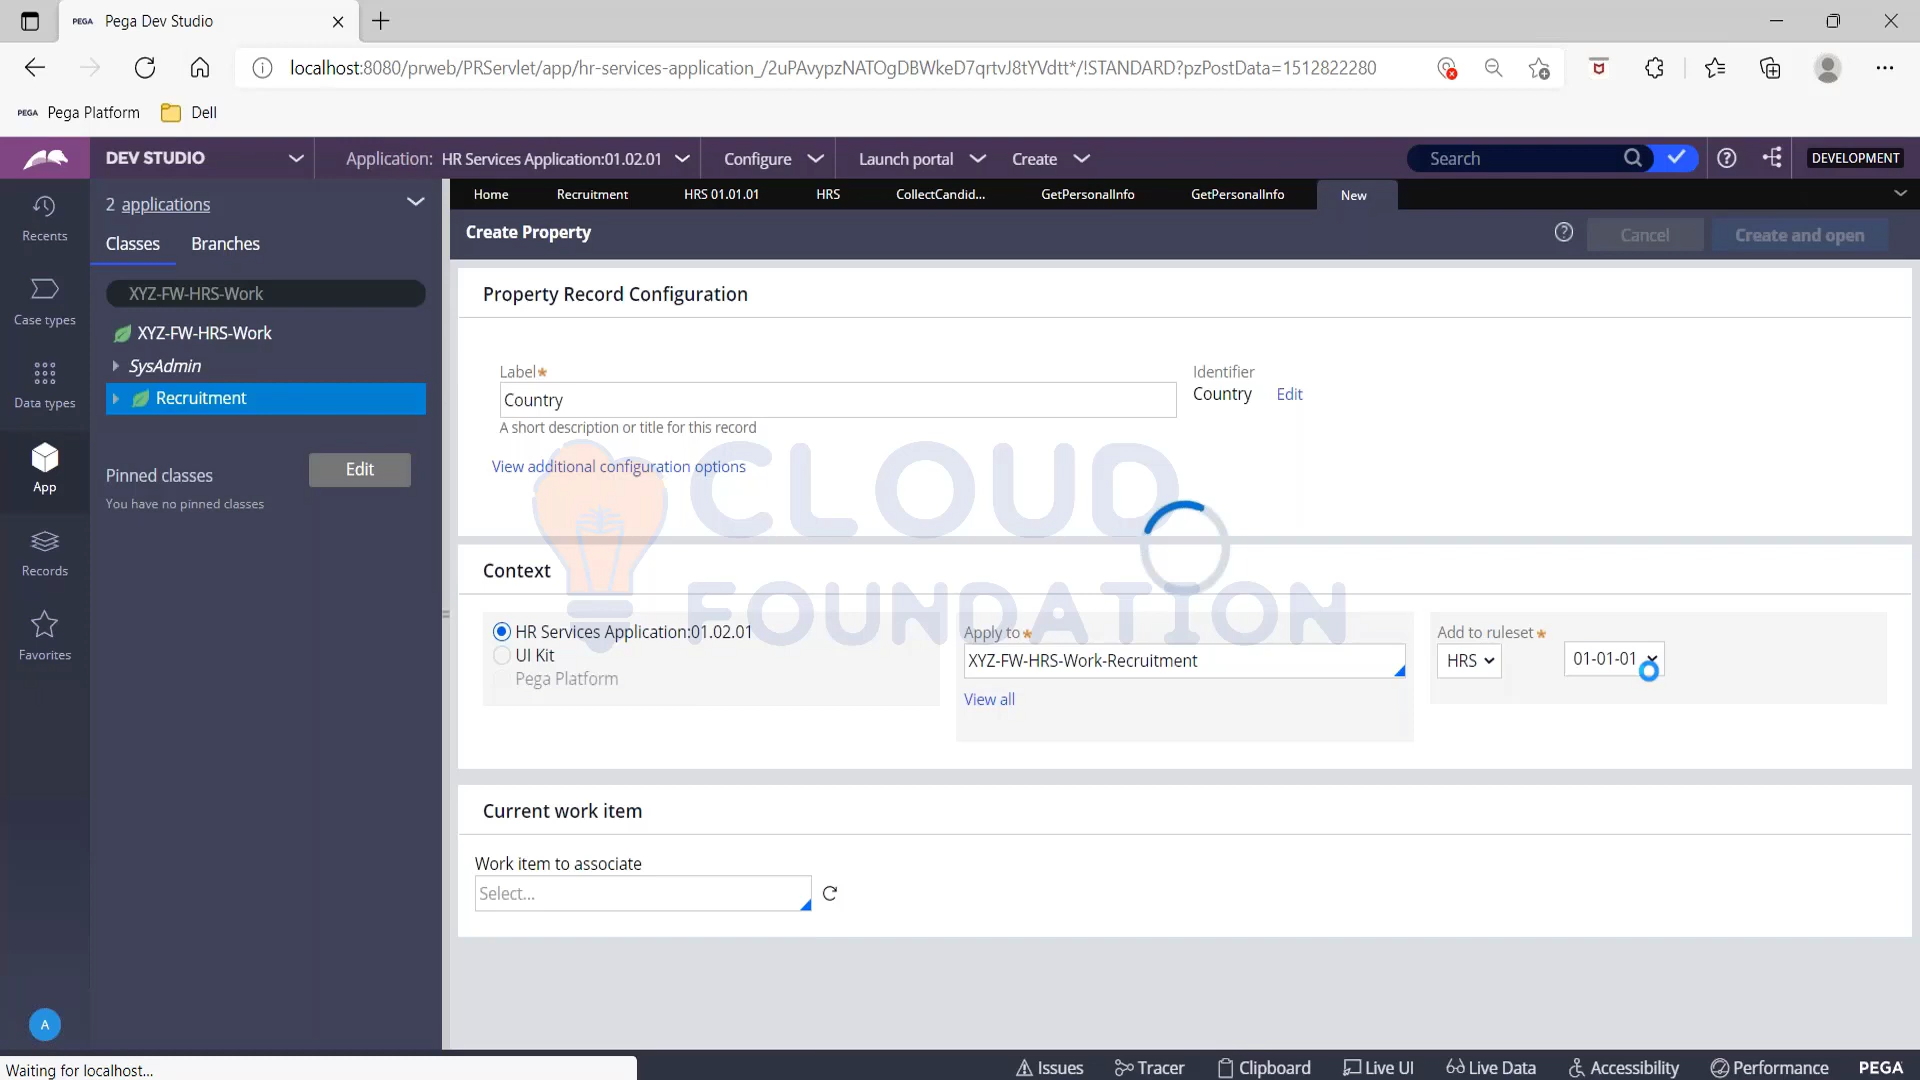 PEGA Pega Dev Studio
localhost:8080/prweb/PRServlet/app/hr-services-application_/2uPAvypzNATOgDBWkeD7qrtvJ8tYVdtt*/!STANDARD?pzPostData=1512822280
PEGA Pega Platform Dell
DEV STUDIO Application: HR Services Application:01.02.01 Configure Launch portal Create Search DEVELOPMENT
Home Recruitment HRS 01.01.01 HRS CollectCandid... GetPersonalInfo GetPersonalInfo New
Recents
Case types
Data types
App
Records
Favorites
A
2 applications
Classes Branches
XYZ-FW-HRS-Work
XYZ-FW-HRS-Work
SysAdmin
Recruitment
Pinned classes Edit
You have no pinned classes
Create Property Cancel Create and open
Property Record Configuration
Label* Identifier
Country Country Edit
A short description or title for this record
View additional configuration options
CLOUD
FOUNDATION
Context
HR Services Application:01.02.01
UI Kit
Pega Platform
Apply to*
XYZ-FW-HRS-Work-Recruitment
View all
Add to ruleset*
HRS 01-01-01
Current work item
Work item to associate
Select...
Waiting for localhost...
Issues Tracer Clipboard Live UI Live Data Accessibility Performance PEGA